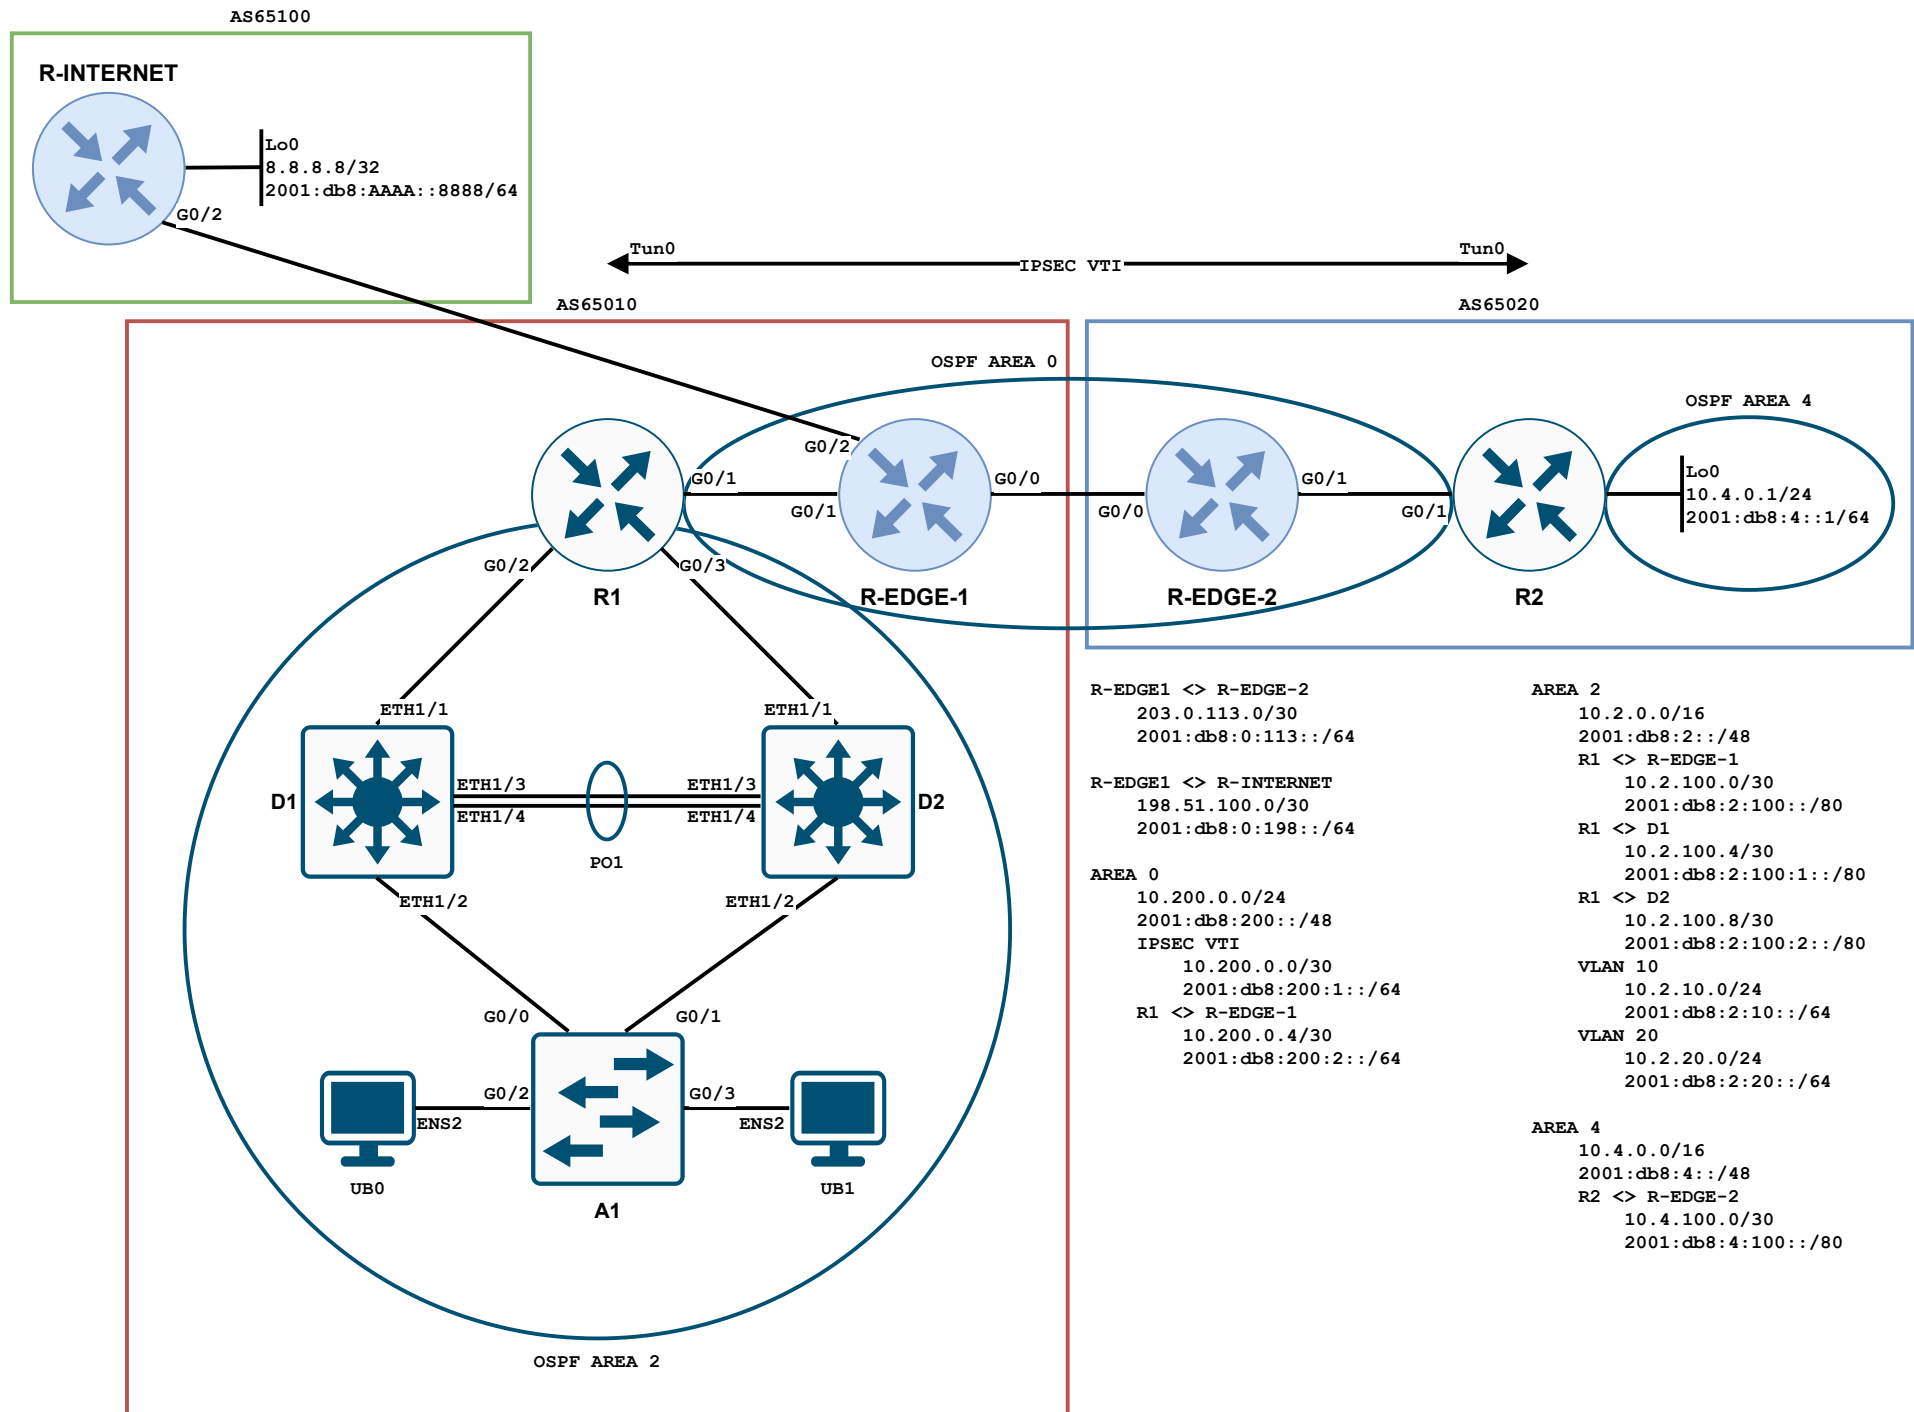 AS65100
R-INTERNET
Lo0
8.8.8.8/32
2001:db8:AAAA::8888/64
G0/2
Tun0
Tun0
IPSEC VTI
AS65010
AS65020
OSPF AREA 0
OSPF AREA 4
G0/2
G0/1
G0/0
G0/1
Lo0
10.4.0.1/24
2001:db8:4::1/64
G0/1
G0/0
G0/1
G0/2
G0/3
R1
R-EDGE-1
R-EDGE-2
R2
ETH1/1
ETH1/1
D1
ETH1/3
ETH1/4
ETH1/3
ETH1/4
D2
PO1
ETH1/2
ETH1/2
G0/0
G0/1
G0/2
G0/3
ENS2
ENS2
UB0
UB1
A1
OSPF AREA 2
R-EDGE1 <> R-EDGE-2
203.0.113.0/30
2001:db8:0:113::/64
R-EDGE1 <> R-INTERNET
198.51.100.0/30
2001:db8:0:198::/64
AREA 0
10.200.0.0/24
2001:db8:200::/48
IPSEC VTI
10.200.0.0/30
2001:db8:200:1::/64
R1 <> R-EDGE-1
10.200.0.4/30
2001:db8:200:2::/64
AREA 2
10.2.0.0/16
2001:db8:2::/48
R1 <> R-EDGE-1
10.2.100.0/30
2001:db8:2:100::/80
R1 <> D1
10.2.100.4/30
2001:db8:2:100:1::/80
R1 <> D2
10.2.100.8/30
2001:db8:2:100:2::/80
VLAN 10
10.2.10.0/24
2001:db8:2:10::/64
VLAN 20
10.2.20.0/24
2001:db8:2:20::/64
AREA 4
10.4.0.0/16
2001:db8:4::/48
R2 <> R-EDGE-2
10.4.100.0/30
2001:db8:4:100::/80